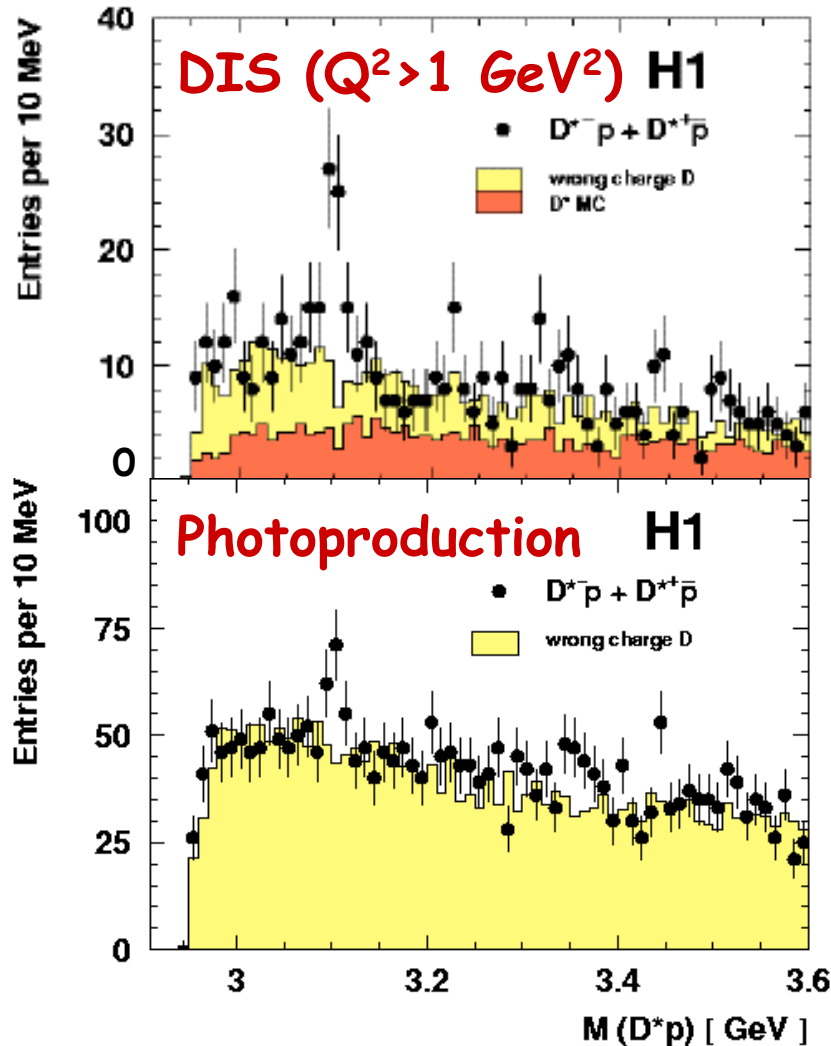 40
DIS (Q²>1 GeV²) H1
D*⁻p + D*⁺p̄
wrong charge D
D* MC
30
20
10
0
Entries per 10 MeV
Photoproduction H1
D*⁻p + D*⁺p̄
wrong charge D
100
75
50
25
0
Entries per 10 MeV
3 3.2 3.4 3.6
M (D*p) [ GeV ]